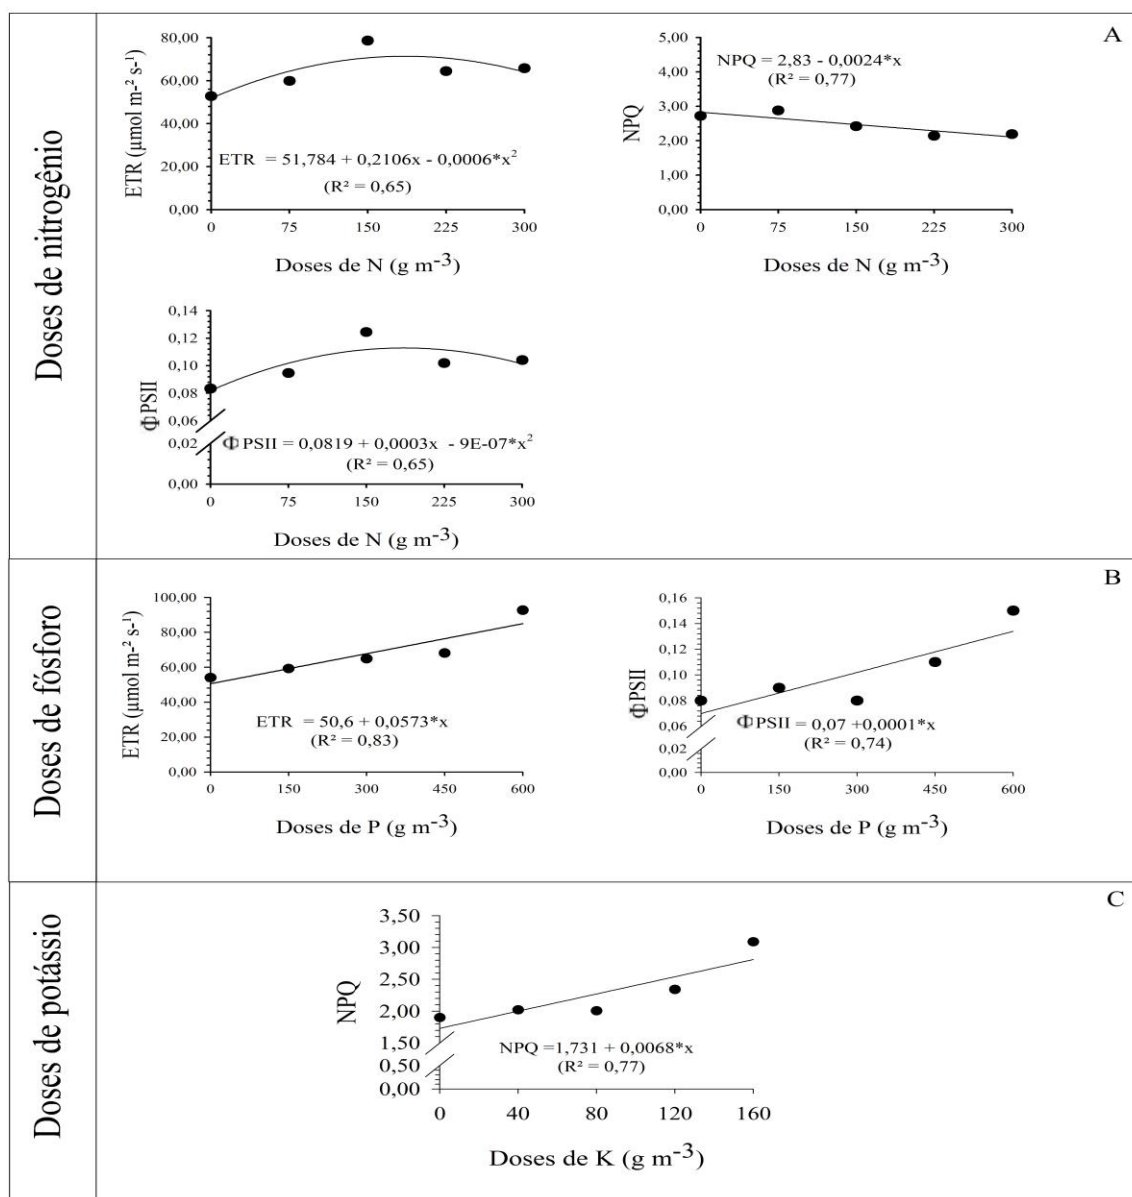 Doses de nitrogênio
A
ETR (µmol m-² s-¹)
80,00
60,00
40,00
20,00
0,00
ETR = 51,784 + 0,2106x - 0,0006*x²
(R² = 0,65)
0 75 150 225 300
Doses de N (g m⁻³)
NPQ
5,00
4,00
3,00
2,00
1,00
0,00
NPQ = 2,83 - 0,0024*x
(R² = 0,77)
0 75 150 225 300
Doses de N (g m⁻³)
ΦPSII
0,14
0,12
0,10
0,08
0,06
0,02
0,00
Φ PSII = 0,0819 + 0,0003x - 9E-07*x²
(R² = 0,65)
0 75 150 225 300
Doses de N (g m⁻³)
Doses de fósforo
B
ETR (µmol m-² s-¹)
100,00
80,00
60,00
40,00
20,00
0,00
ETR = 50,6 + 0,0573*x
(R² = 0,83)
0 150 300 450 600
Doses de P (g m⁻³)
ΦPSII
0,16
0,14
0,12
0,10
0,08
0,06
0,02
0,00
Φ PSII = 0,07 +0,0001*x
(R² = 0,74)
0 150 300 450 600
Doses de P (g m⁻³)
Doses de potássio
C
NPQ
3,50
3,00
2,50
2,00
1,50
0,50
0,00
NPQ =1,731 + 0,0068*x
(R² = 0,77)
0 40 80 120 160
Doses de K (g m⁻³)